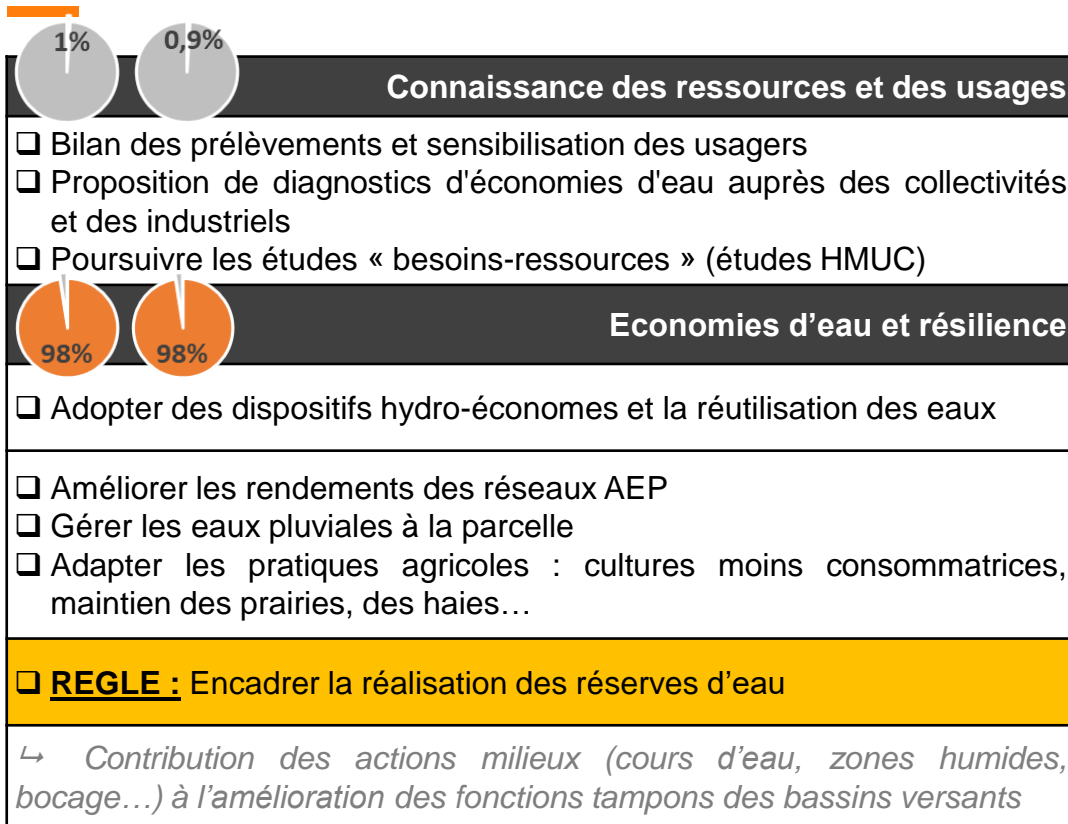 1%
0,9%
Connaissance des ressources et des usages
❑ Bilan des prélèvements et sensibilisation des usagers
❑ Proposition de diagnostics d'économies d'eau auprès des collectivités
et des industriels
❑ Poursuivre les études « besoins-ressources » (études HMUC)
98%
98%
Economies d’eau et résilience
❑ Adopter des dispositifs hydro-économes et la réutilisation des eaux
❑ Améliorer les rendements des réseaux AEP
❑ Gérer les eaux pluviales à la parcelle
❑ Adapter les pratiques agricoles : cultures moins consommatrices,
maintien des prairies, des haies…
❑ REGLE : Encadrer la réalisation des réserves d’eau
↪ Contribution des actions milieux (cours d’eau, zones humides,
bocage…) à l’amélioration des fonctions tampons des bassins versants